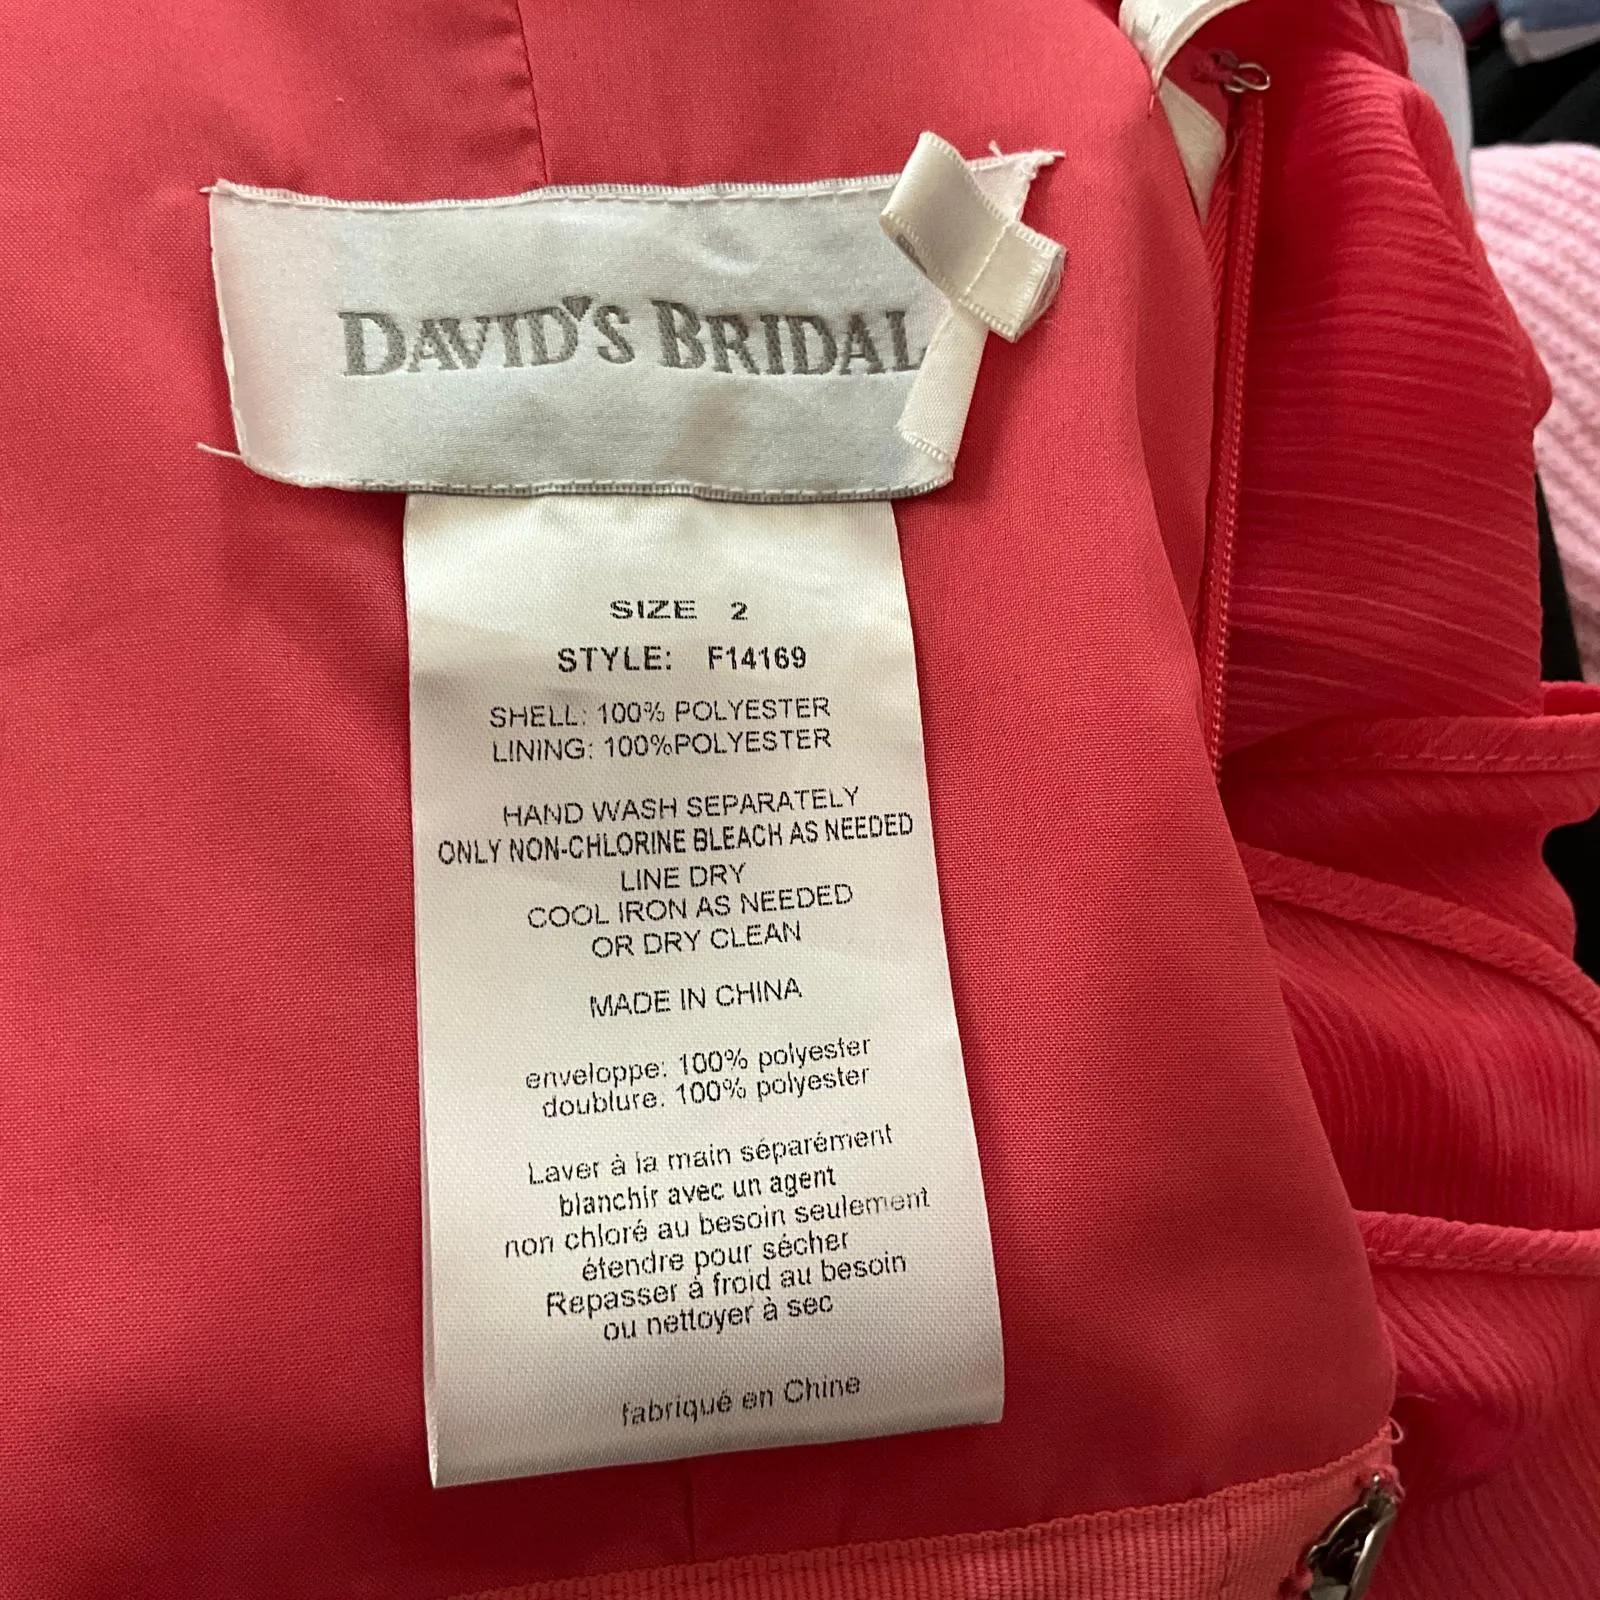 DAVID'S BRIDAL
SIZE 2
STYLE: F14169
SHELL: 100% POLYESTER
LINING: 100%POLYESTER
HAND WASH SEPARATELY
ONLY NON-CHLORINE BLEACH AS NEEDED
LINE DRY
COOL IRON AS NEEDED
OR DRY CLEAN
MADE IN CHINA
enveloppe: 100% polyester
doublure: 100% polyester
Laver à la main séparément
blanchir avec un agent
non chloré au besoin seulement
étendre pour sécher
Repasser à froid au besoin
ou nettoyer à sec
fabriqué en Chine